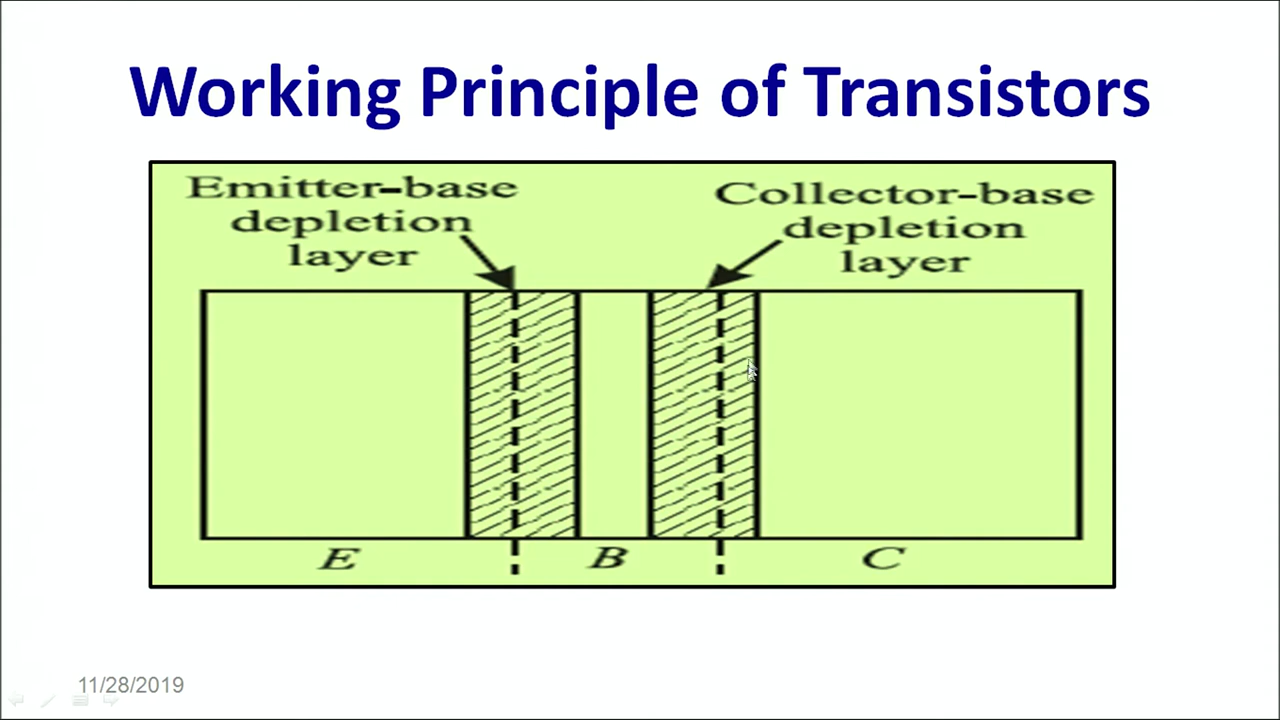 Working Principle of Transistors
Emitter-base
depletion
layer
Collector-base
depletion
layer
E
B
C
11/28/2019